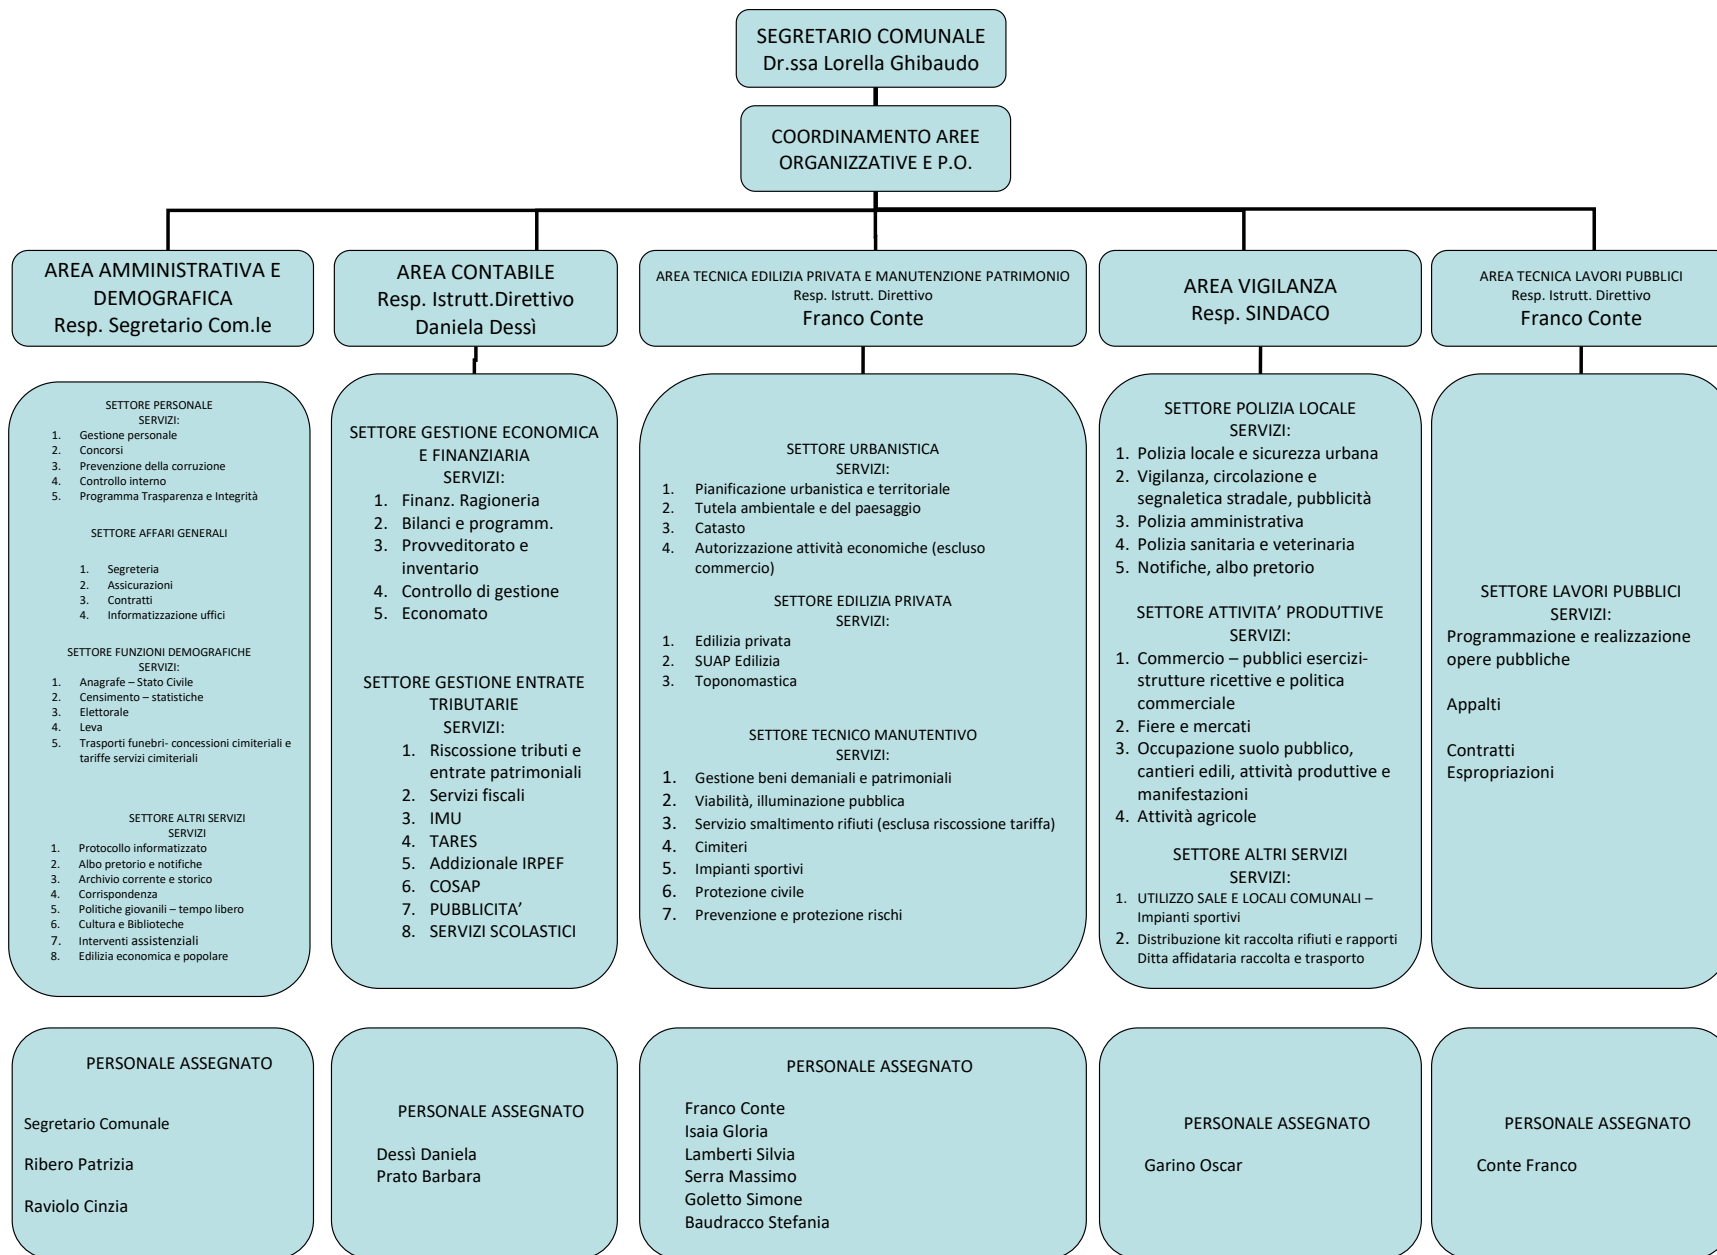 SEGRETARIO COMUNALE
Dr.ssa Lorella Ghibaudo
COORDINAMENTO AREE
ORGANIZZATIVE E P.O.
AREA AMMINISTRATIVA E
DEMOGRAFICA
Resp. Segretario Com.le
AREA CONTABILE
Resp. Istrutt.Direttivo
Daniela Dessì
AREA TECNICA EDILIZIA PRIVATA E MANUTENZIONE PATRIMONIO
Resp. Istrutt. Direttivo
Franco Conte
AREA VIGILANZA
Resp. SINDACO
AREA TECNICA LAVORI PUBBLICI
Resp. Istrutt. Direttivo
Franco Conte
SETTORE PERSONALE
SERVIZI:
1. Gestione personale
2. Concorsi
3. Prevenzione della corruzione
4. Controllo interno
5. Programma Trasparenza e Integrità
SETTORE AFFARI GENERALI
1. Segreteria
2. Assicurazioni
3. Contratti
4. Informatizzazione uffici
SETTORE FUNZIONI DEMOGRAFICHE
SERVIZI:
1. Anagrafe – Stato Civile
2. Censimento – statistiche
3. Elettorale
4. Leva
5. Trasporti funebri- concessioni cimiteriali e
tariffe servizi cimiteriali
SETTORE ALTRI SERVIZI
SERVIZI
1. Protocollo informatizzato
2. Albo pretorio e notifiche
3. Archivio corrente e storico
4. Corrispondenza
5. Politiche giovanili – tempo libero
6. Cultura e Biblioteche
7. Interventi assistenziali
8. Edilizia economica e popolare
SETTORE GESTIONE ECONOMICA
E FINANZIARIA
SERVIZI:
1. Finanz. Ragioneria
2. Bilanci e programm.
3. Provveditorato e
inventario
4. Controllo di gestione
5. Economato
SETTORE GESTIONE ENTRATE
TRIBUTARIE
SERVIZI:
1. Riscossione tributi e
entrate patrimoniali
2. Servizi fiscali
3. IMU
4. TARES
5. Addizionale IRPEF
6. COSAP
7. PUBBLICITA’
8. SERVIZI SCOLASTICI
SETTORE URBANISTICA
SERVIZI:
1. Pianificazione urbanistica e territoriale
2. Tutela ambientale e del paesaggio
3. Catasto
4. Autorizzazione attività economiche (escluso
commercio)
SETTORE EDILIZIA PRIVATA
SERVIZI:
1. Edilizia privata
2. SUAP Edilizia
3. Toponomastica
SETTORE TECNICO MANUTENTIVO
SERVIZI:
1. Gestione beni demaniali e patrimoniali
2. Viabilità, illuminazione pubblica
3. Servizio smaltimento rifiuti (esclusa riscossione tariffa)
4. Cimiteri
5. Impianti sportivi
6. Protezione civile
7. Prevenzione e protezione rischi
SETTORE POLIZIA LOCALE
SERVIZI:
1. Polizia locale e sicurezza urbana
2. Vigilanza, circolazione e
segnaletica stradale, pubblicità
3. Polizia amministrativa
4. Polizia sanitaria e veterinaria
5. Notifiche, albo pretorio
SETTORE ATTIVITA’ PRODUTTIVE
SERVIZI:
1. Commercio – pubblici esercizi-
strutture ricettive e politica
commerciale
2. Fiere e mercati
3. Occupazione suolo pubblico,
cantieri edili, attività produttive e
manifestazioni
4. Attività agricole
SETTORE ALTRI SERVIZI
SERVIZI:
1. UTILIZZO SALE E LOCALI COMUNALI –
Impianti sportivi
2. Distribuzione kit raccolta rifiuti e rapporti
Ditta affidataria raccolta e trasporto
SETTORE LAVORI PUBBLICI
SERVIZI:
Programmazione e realizzazione
opere pubbliche
Appalti
Contratti
Espropriazioni
PERSONALE ASSEGNATO
Segretario Comunale
Ribero Patrizia
Raviolo Cinzia
PERSONALE ASSEGNATO
Dessì Daniela
Prato Barbara
PERSONALE ASSEGNATO
Franco Conte
Isaia Gloria
Lamberti Silvia
Serra Massimo
Goletto Simone
Baudracco Stefania
PERSONALE ASSEGNATO
Garino Oscar
PERSONALE ASSEGNATO
Conte Franco